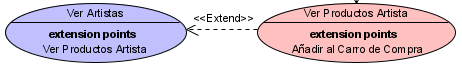 Ver Artistas
extension points
Ver Productos Artista
<<Extend>>
Ver Productos Artista
extension points
Añadir al Carro de Compra